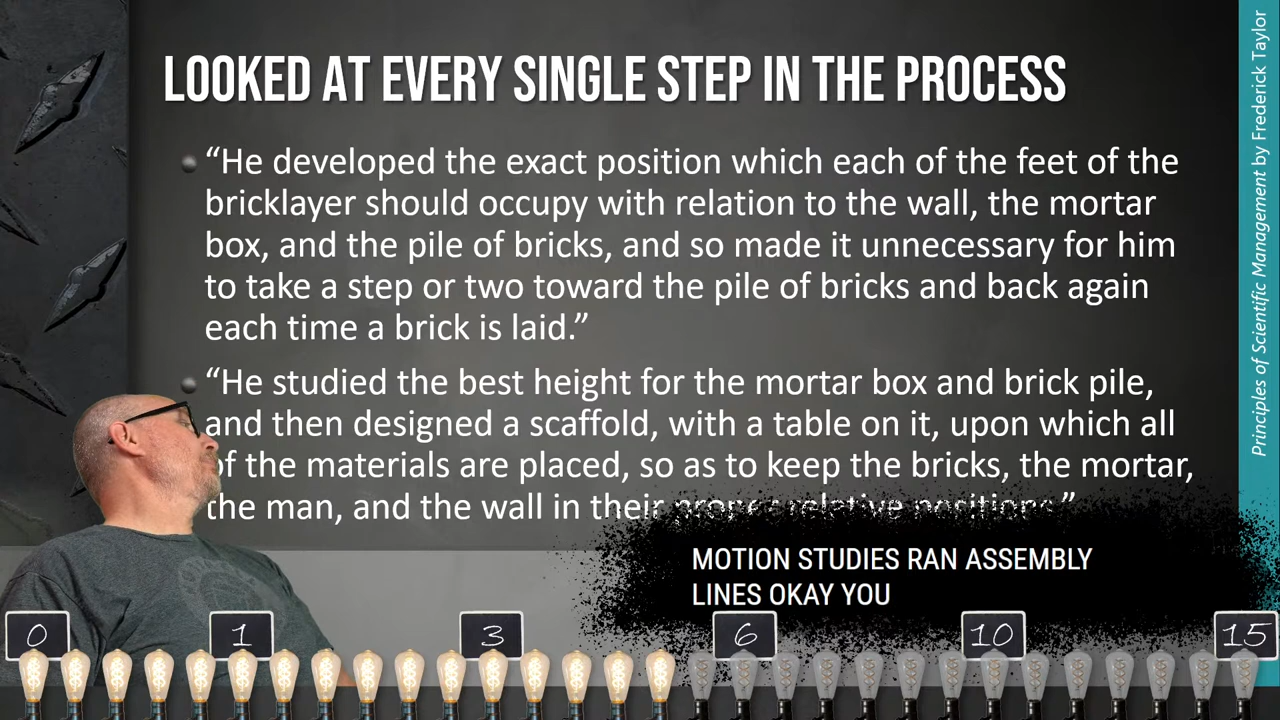 LOOKED AT EVERY SINGLE STEP IN THE PROCESS
“He developed the exact position which each of the feet of the
bricklayer should occupy with relation to the wall, the mortar
box, and the pile of bricks, and so made it unnecessary for him
to take a step or two toward the pile of bricks and back again
each time a brick is laid.”
“He studied the best height for the mortar box and brick pile,
and then designed a scaffold, with a table on it, upon which all
of the materials are placed, so as to keep the bricks, the mortar,
the man, and the wall in their proper relative positions.”
Principles of Scientific Management by Frederick Taylor
MOTION STUDIES RAN ASSEMBLY
LINES OKAY YOU
0 1 3 6 10 15